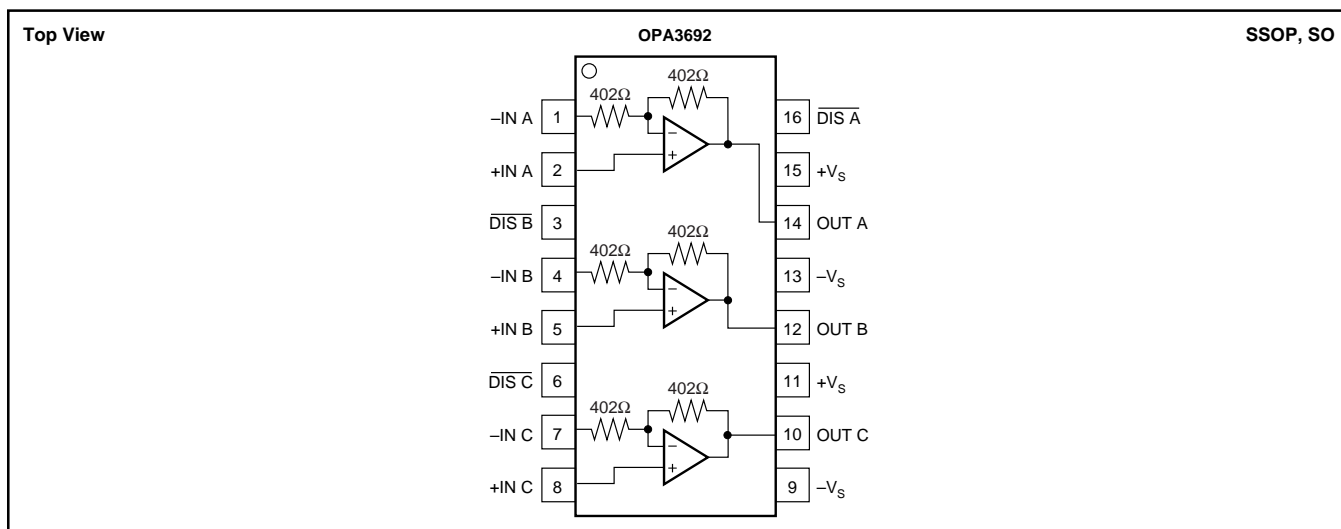 Top View
OPA3692
SSOP, SO
402Ω
402Ω
–IN A 1
16 DIS A
+IN A 2
15 +VS
DIS B 3
14 OUT A
402Ω
402Ω
–IN B 4
13 –VS
+IN B 5
12 OUT B
DIS C 6
11 +VS
402Ω
402Ω
–IN C 7
10 OUT C
+IN C 8
9 –VS
–
+
–
+
–
+